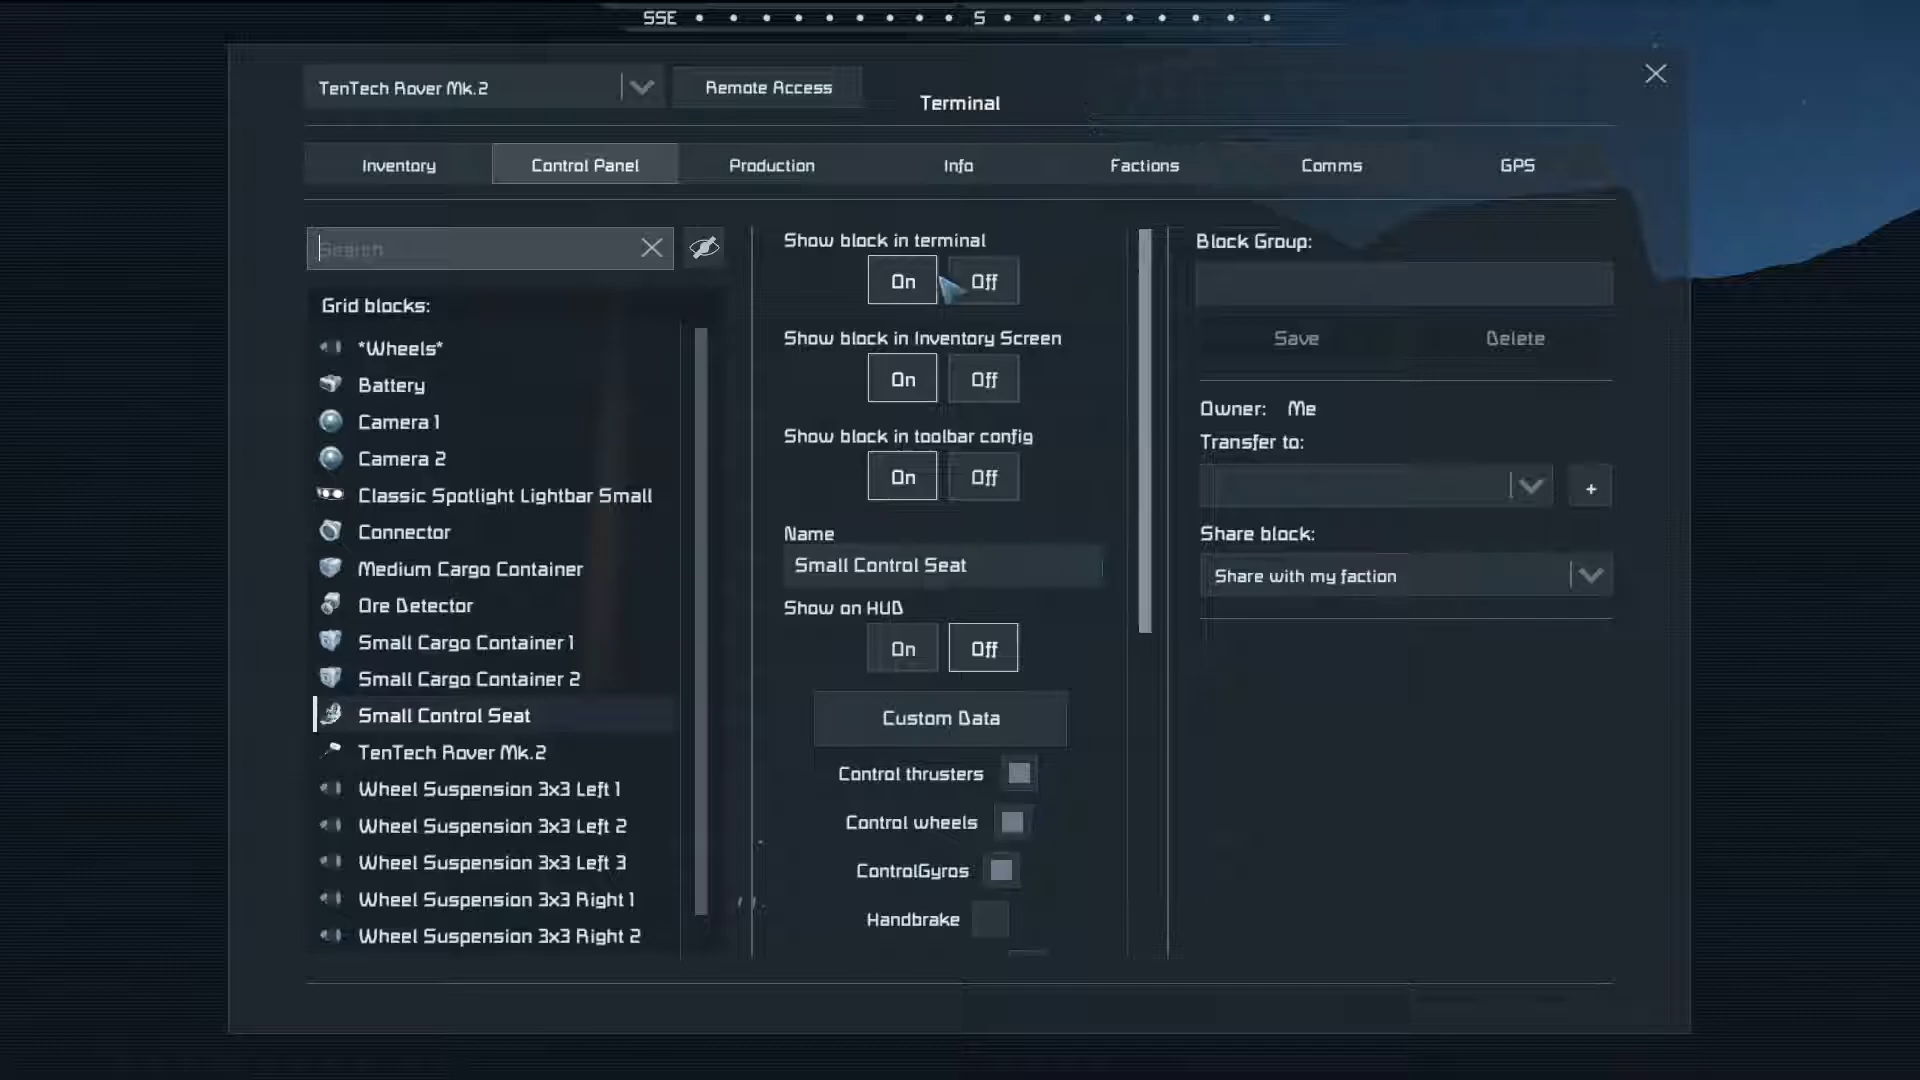 SSE
S
TenTech Rover Mk.2
Remote Access
Terminal
Inventory
Control Panel
Production
Info
Factions
Comms
GPS
Search
Grid blocks:
*Wheels*
Battery
Camera 1
Camera 2
Classic Spotlight Lightbar Small
Connector
Medium Cargo Container
Ore Detector
Small Cargo Container 1
Small Cargo Container 2
Small Control Seat
TenTech Rover Mk.2
Wheel Suspension 3x3 Left 1
Wheel Suspension 3x3 Left 2
Wheel Suspension 3x3 Left 3
Wheel Suspension 3x3 Right 1
Wheel Suspension 3x3 Right 2
Show block in terminal
On Off
Show block in Inventory Screen
On Off
Show block in toolbar config
On Off
Name
Small Control Seat
Show on HUD
On Off
Custom Data
Control thrusters
Control wheels
ControlGyros
Handbrake
Block Group:
Save Delete
Owner: Me
Transfer to:
+
Share block:
Share with my faction